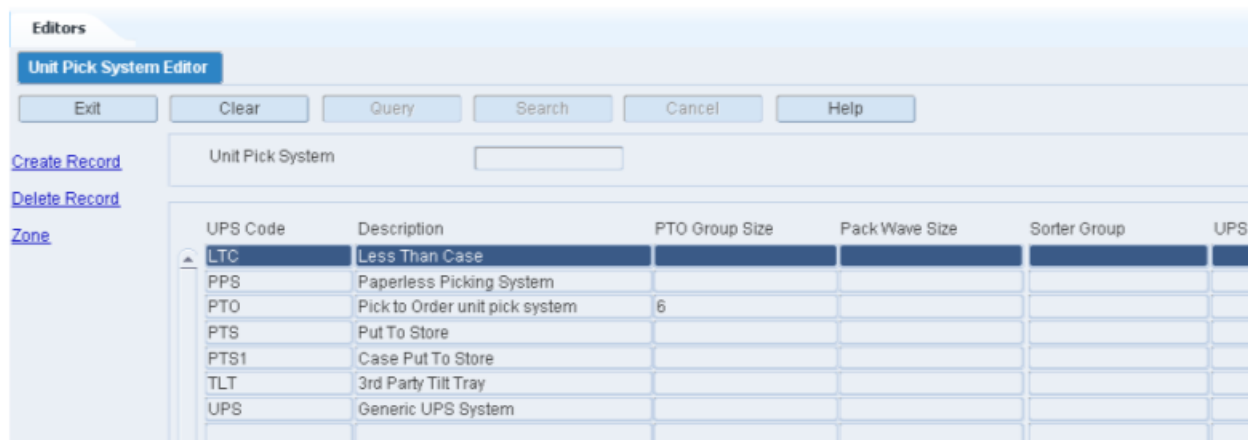 Editors
Unit Pick System Editor
Exit Clear Query Search Cancel Help
Create Record
Delete Record
Zone
Unit Pick System
UPS Code Description PTO Group Size Pack Wave Size Sorter Group UPS
LTC Less Than Case
PPS Paperless Picking System
PTO Pick to Order unit pick system 6
PTS Put To Store
PTS1 Case Put To Store
TLT 3rd Party Tilt Tray
UPS Generic UPS System